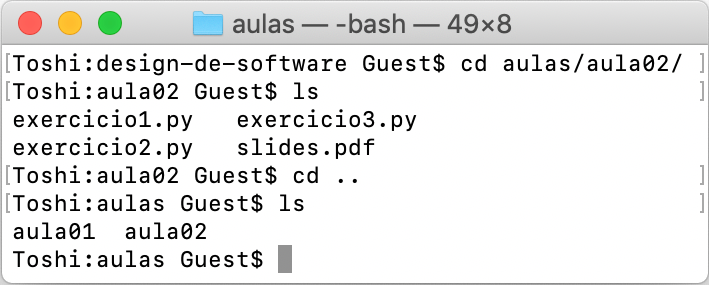 aulas — -bash — 49×8
[Toshi:design-de-software Guest$ cd aulas/aula02/ ]
[Toshi:aula02 Guest$ ls ]
exercicio1.py   exercicio3.py
exercicio2.py   slides.pdf
[Toshi:aula02 Guest$ cd .. ]
[Toshi:aulas Guest$ ls ]
aula01  aula02
Toshi:aulas Guest$